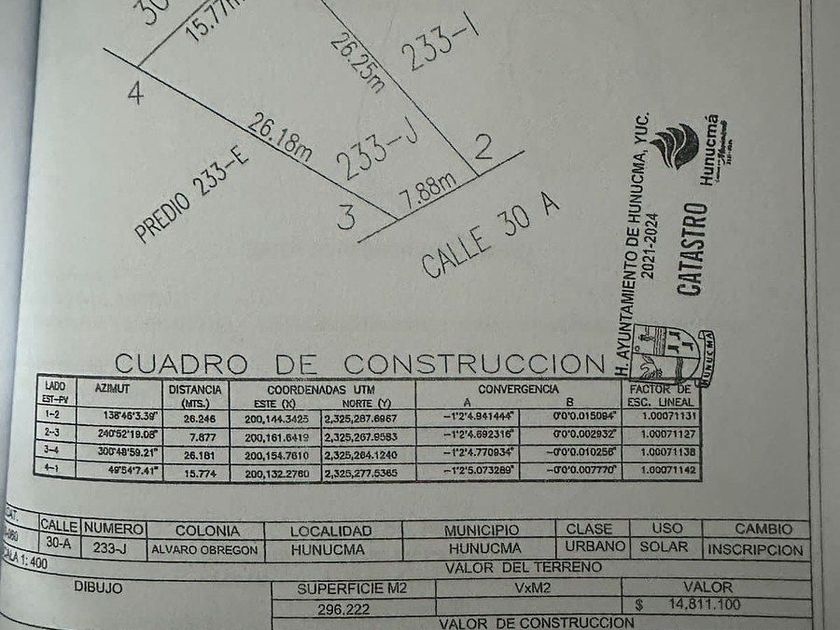 30
15.77m
26.25m
233-I
4
26.18m
233-J
2
PREDIO 233-E
7.88m
3
CALLE 30 A
H. AYUNTAMIENTO DE HUNUCMA, YUC.
2021-2024
CATASTRO
Hunucmá
HUNUCMA
CUADRO DE CONSTRUCCION
LADO AZIMUT DISTANCIA COORDENADAS UTM CONVERGENCIA FACTOR DE
EST-PV (MTS.) ESTE (X) NORTE (Y) A B ESC. LINEAL
1-2 138°46'3.39" 26.246 200,144.3425 2,325,287.6967 -1°2'4.941444" 0°0'0.015094" 1.00071131
2-3 240°52'19.08" 7.877 200,161.6419 2,325,267.9583 -1°2'4.692316" 0°0'0.002932" 1.00071127
3-4 300°48'59.21" 26.181 200,154.7610 2,325,264.1240 -1°2'4.770934" -0°0'0.010256" 1.00071138
4-1 49°54'7.41" 15.774 200,132.2760 2,325,277.5365 -1°2'5.073289" -0°0'0.007770" 1.00071142
CAT. CALLE NUMERO COLONIA LOCALIDAD MUNICIPIO CLASE USO CAMBIO
30-A 233-J ALVARO OBREGON HUNUCMA HUNUCMA URBANO SOLAR INSCRIPCION
1: 400 VALOR DEL TERRENO
DIBUJO SUPERFICIE M2 VxM2 VALOR
296.222 $ 14,811.100
VALOR DE CONSTRUCCION